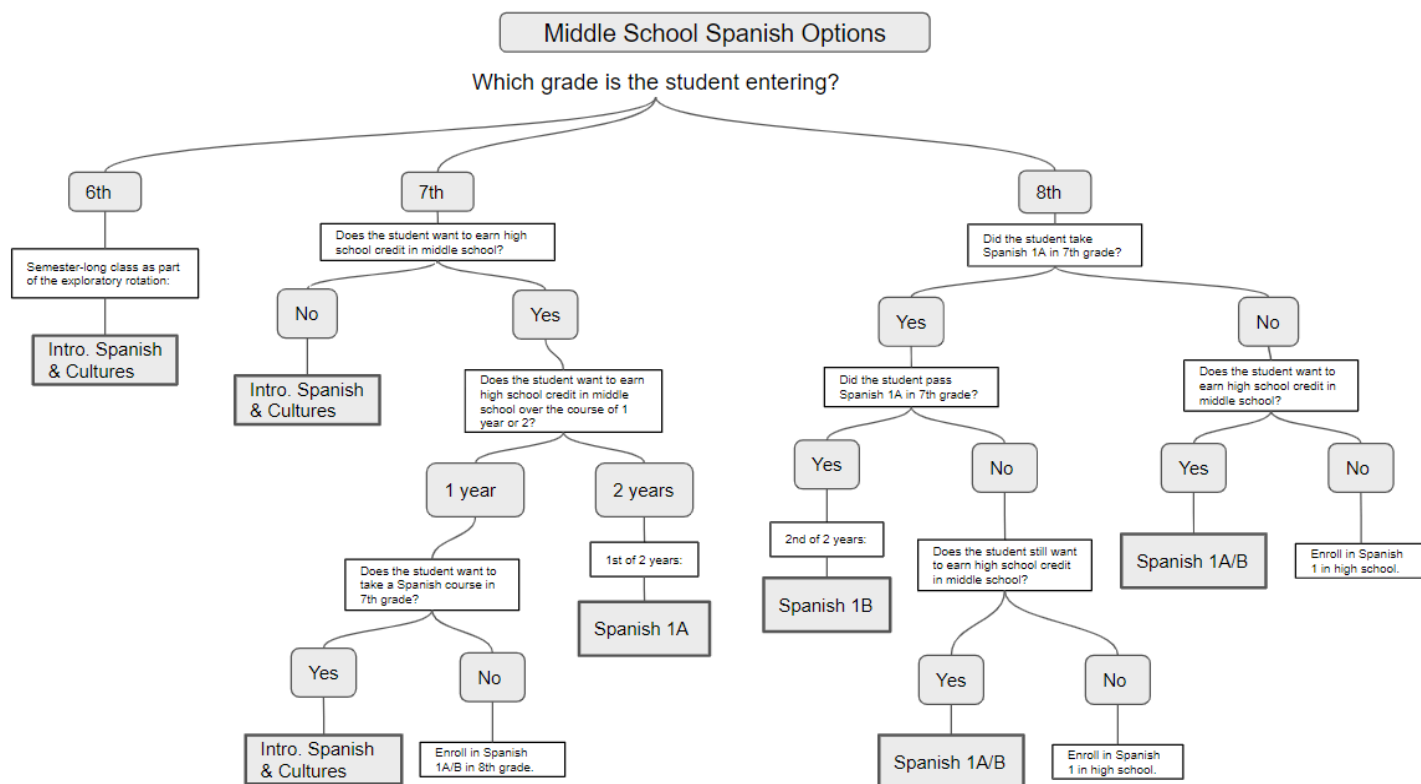 Middle School Spanish Options
Which grade is the student entering?
6th
7th
8th
Semester-long class as part
of the exploratory rotation:
Intro. Spanish
& Cultures
Does the student want to earn high
school credit in middle school?
No
Yes
Intro. Spanish
& Cultures
Does the student want to earn
high school credit in middle
school over the course of 1
year or 2?
1 year
2 years
Does the student want to
take a Spanish course in
7th grade?
1st of 2 years:
Spanish 1A
Yes
No
Intro. Spanish
& Cultures
Enroll in Spanish
1A/B in 8th grade.
Did the student take
Spanish 1A in 7th grade?
Yes
No
Did the student pass
Spanish 1A in 7th grade?
Yes
No
2nd of 2 years:
Spanish 1B
Does the student still want
to earn high school credit
in middle school?
Yes
No
Spanish 1A/B
Enroll in Spanish
1 in high school.
Does the student want to
earn high school credit in
middle school?
Yes
No
Spanish 1A/B
Enroll in Spanish
1 in high school.